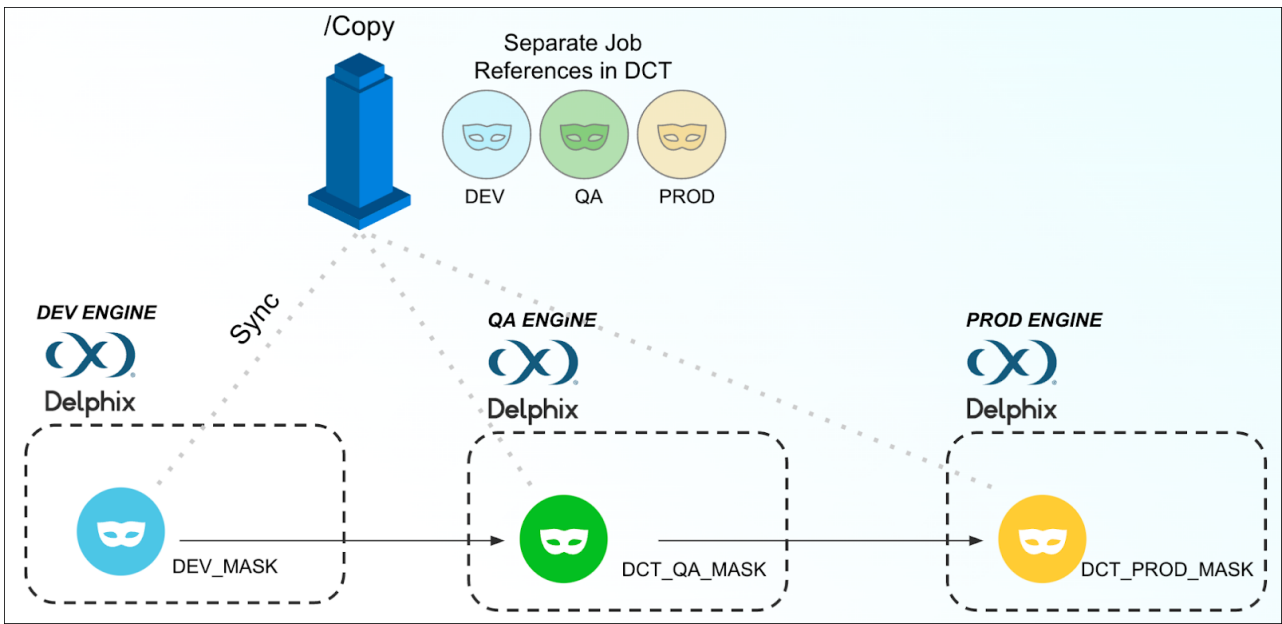 /Copy
Separate Job
References in DCT
DEV
QA
PROD
Sync
DEV ENGINE
Delphix
QA ENGINE
Delphix
PROD ENGINE
Delphix
DEV_MASK
DCT_QA_MASK
DCT_PROD_MASK